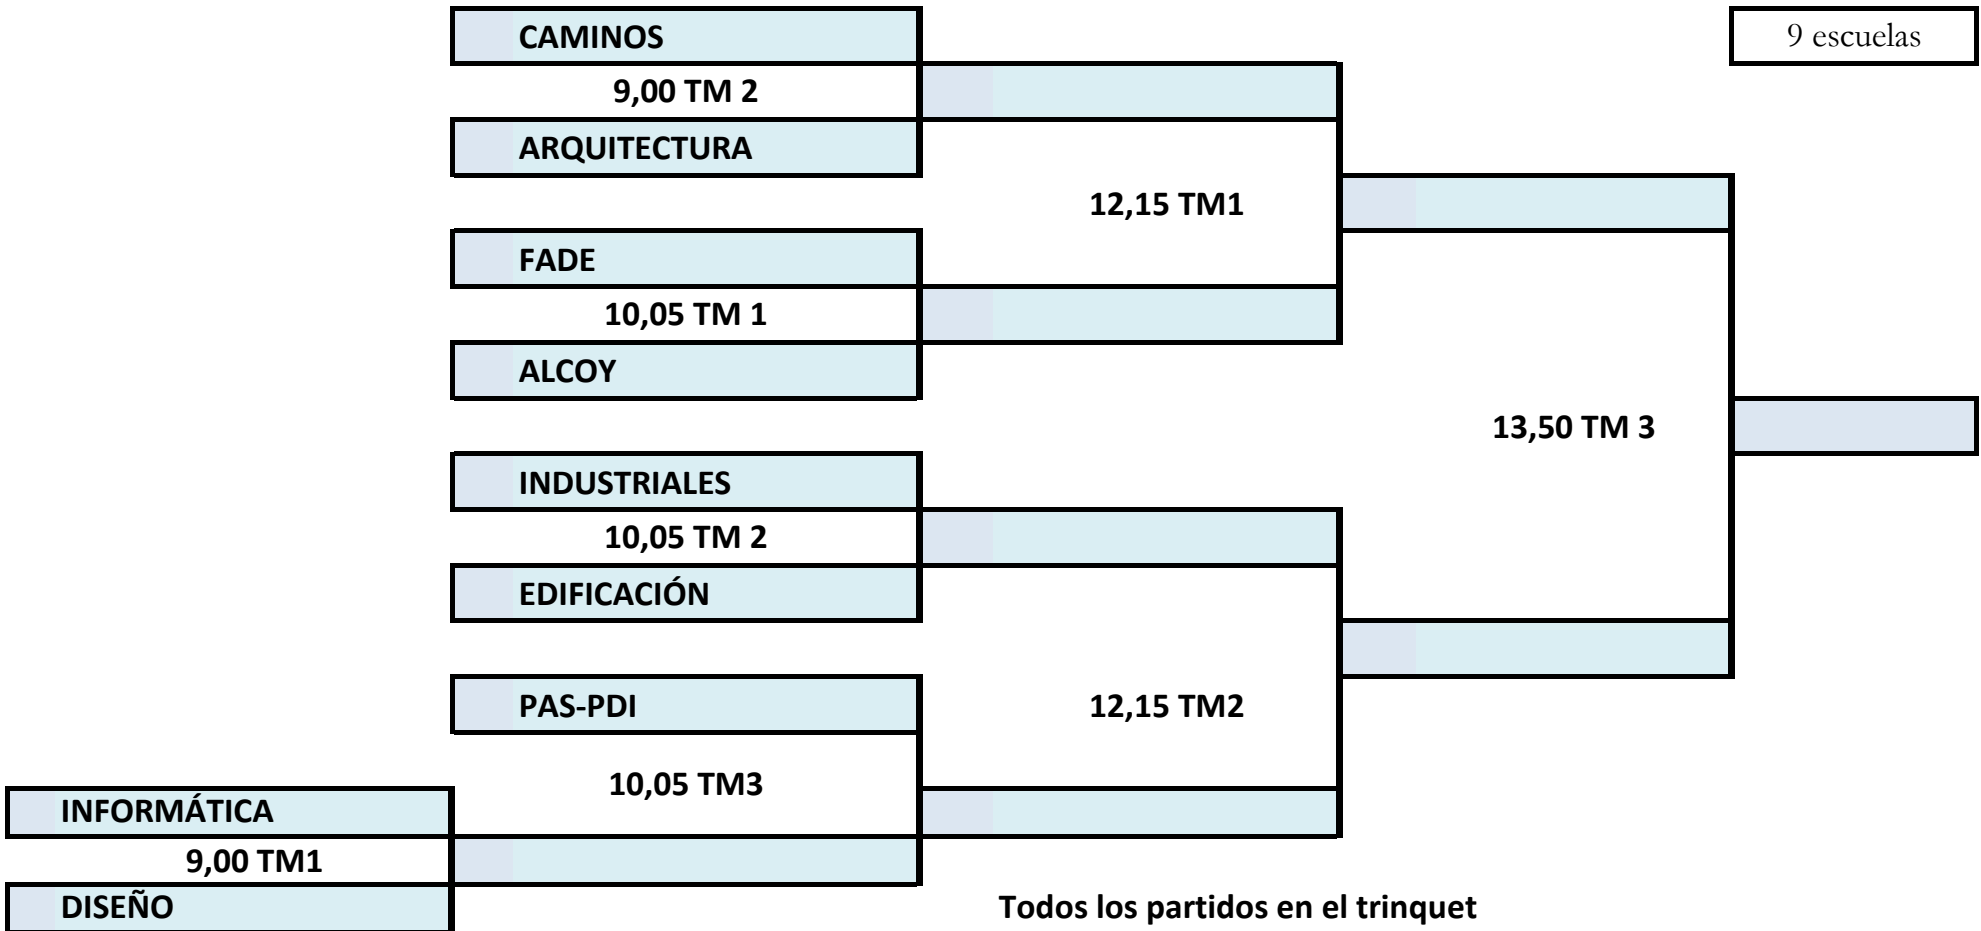 CAMINOS
9 escuelas
9,00 TM 2
ARQUITECTURA
12,15 TM1
FADE
10,05 TM 1
ALCOY
13,50 TM 3
INDUSTRIALES
10,05 TM 2
EDIFICACIÓN
PAS-PDI
12,15 TM2
10,05 TM3
INFORMÁTICA
9,00 TM1
DISEÑO
Todos los partidos en el trinquet